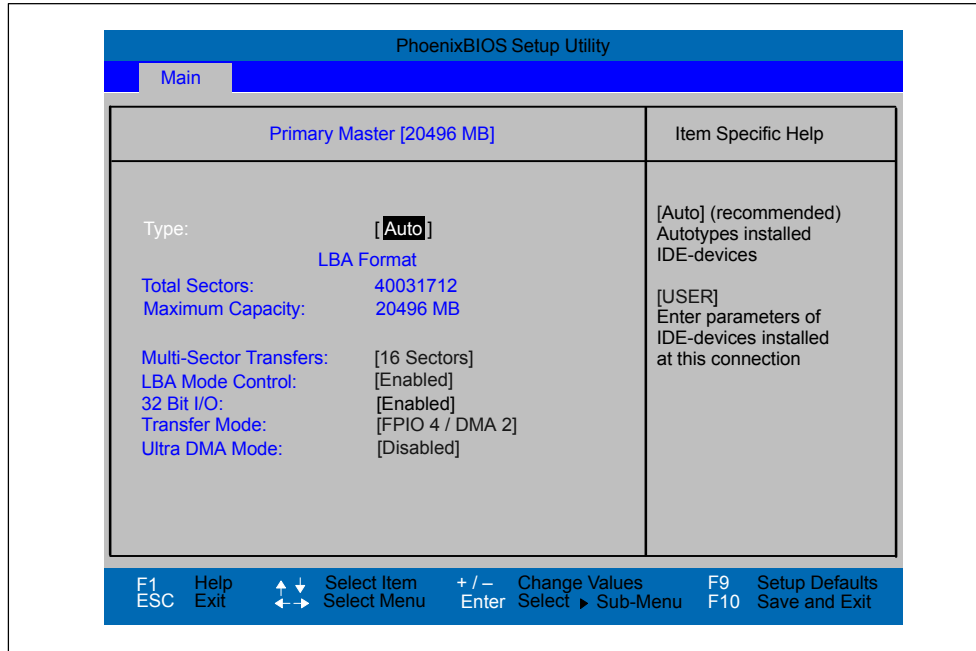 PhoenixBIOS Setup Utility
Main
Primary Master [20496 MB]
Item Specific Help
Type: [ Auto ]
LBA Format
Total Sectors: 40031712
Maximum Capacity: 20496 MB
Multi-Sector Transfers: [16 Sectors]
LBA Mode Control: [Enabled]
32 Bit I/O: [Enabled]
Transfer Mode: [FPIO 4 / DMA 2]
Ultra DMA Mode: [Disabled]
[Auto] (recommended)
Autotypes installed
IDE-devices
[USER]
Enter parameters of
IDE-devices installed
at this connection
F1 Help Select Item + / – Change Values F9 Setup Defaults
ESC Exit Select Menu Enter Select Sub-Menu F10 Save and Exit